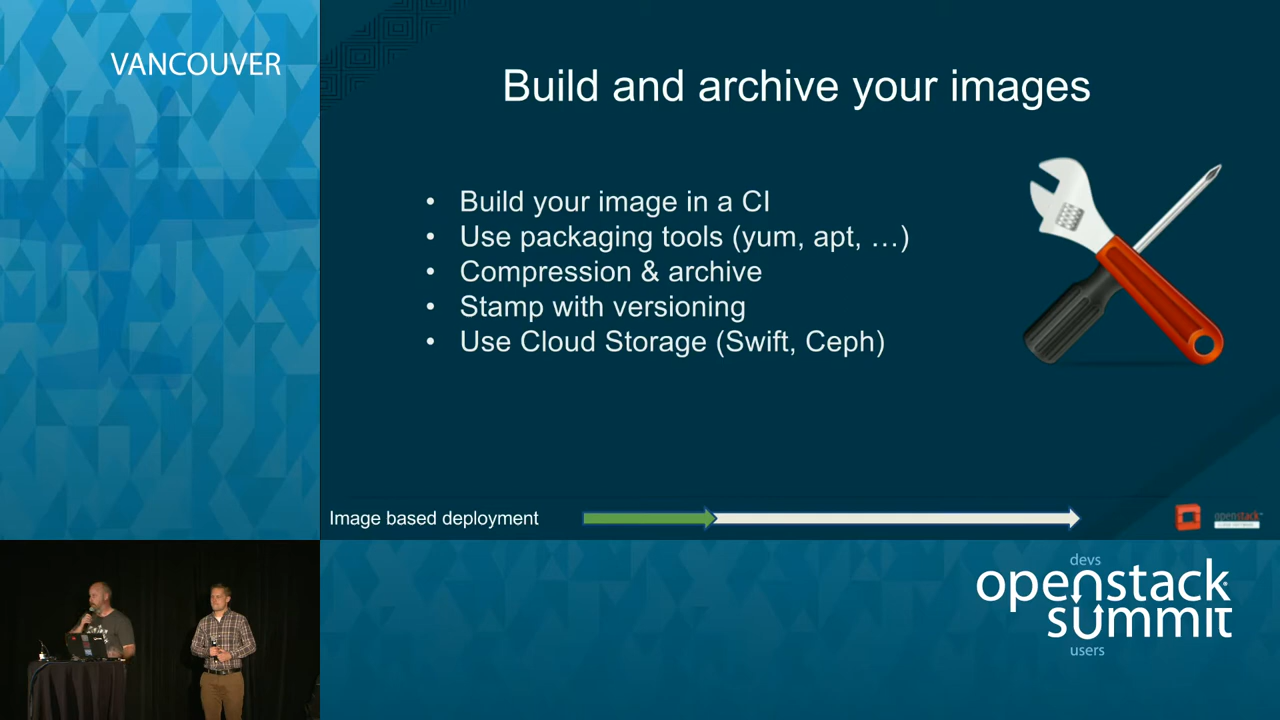 VANCOUVER
Build and archive your images
• Build your image in a CI
• Use packaging tools (yum, apt, …)
• Compression & archive
• Stamp with versioning
• Use Cloud Storage (Swift, Ceph)
Image based deployment
openstack
devs
openstack
summit
users